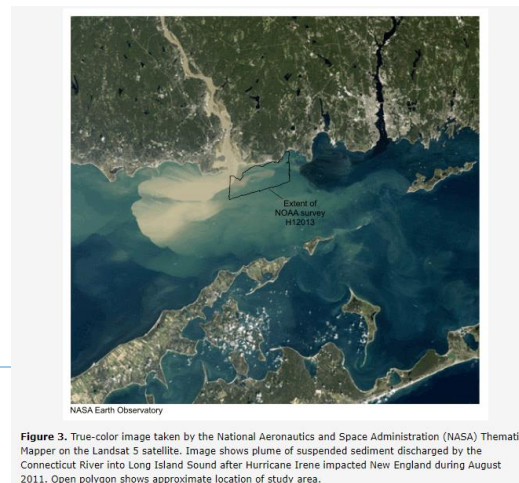 Extent of
NOAA survey
H12013
NASA Earth Observatory
Figure 3. True-color image taken by the National Aeronautics and Space Administration (NASA) Themati
Mapper on the Landsat 5 satellite. Image shows plume of suspended sediment discharged by the
Connecticut River into Long Island Sound after Hurricane Irene impacted New England during August
2011. Open polygon shows approximate location of study area.